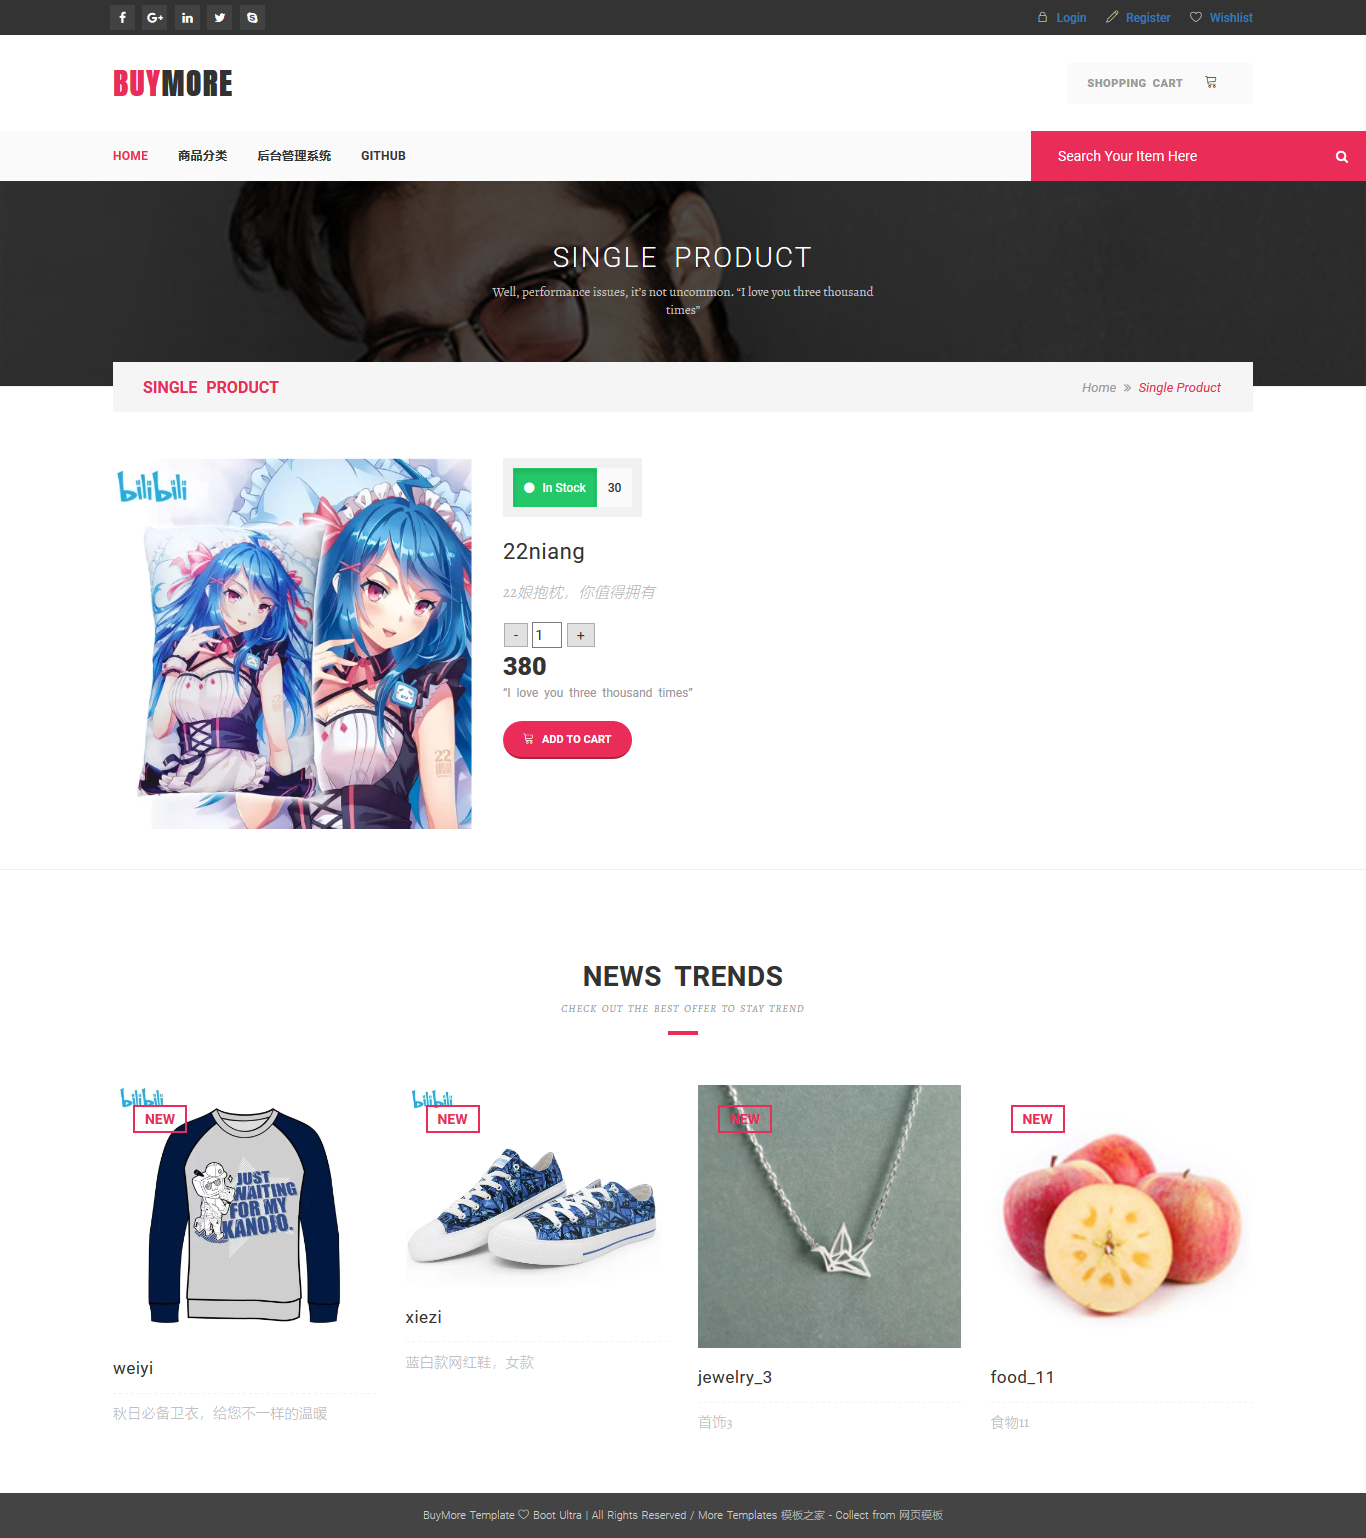 Login Register Wishlist
BUYMORE
SHOPPING CART
HOME 商品分类 后台管理系统 GITHUB
Search Your Item Here
SINGLE PRODUCT
Well, performance issues, it's not uncommon. “I love you three thousand
times”
SINGLE PRODUCT
Home » Single Product
bilibili
22
In Stock 30
22niang
22娘抱枕，你值得拥有
- 1 +
380
“I love you three thousand times”
ADD TO CART
NEWS TRENDS
CHECK OUT THE BEST OFFER TO STAY TREND
bilibili
NEW
JUST
WAITING
FOR MY
KANOJO.
weiyi
秋日必备卫衣，给您不一样的温暖
bilibili
NEW
xiezi
蓝白款网红鞋，女款
NEW
jewelry_3
首饰3
NEW
food_11
食物11
BuyMore Template ♡ Boot Ultra | All Rights Reserved / More Templates 模板之家 - Collect from 网页模板